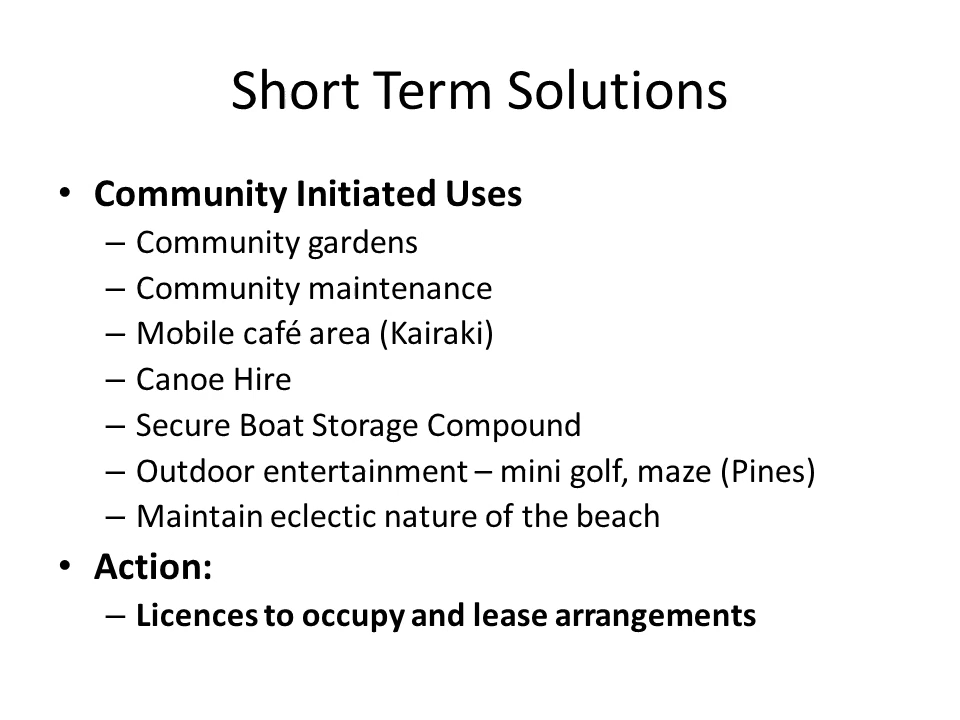 Short Term Solutions
• Community Initiated Uses
– Community gardens
– Community maintenance
– Mobile café area (Kairaki)
– Canoe Hire
– Secure Boat Storage Compound
– Outdoor entertainment – mini golf, maze (Pines)
– Maintain eclectic nature of the beach
• Action:
– Licences to occupy and lease arrangements